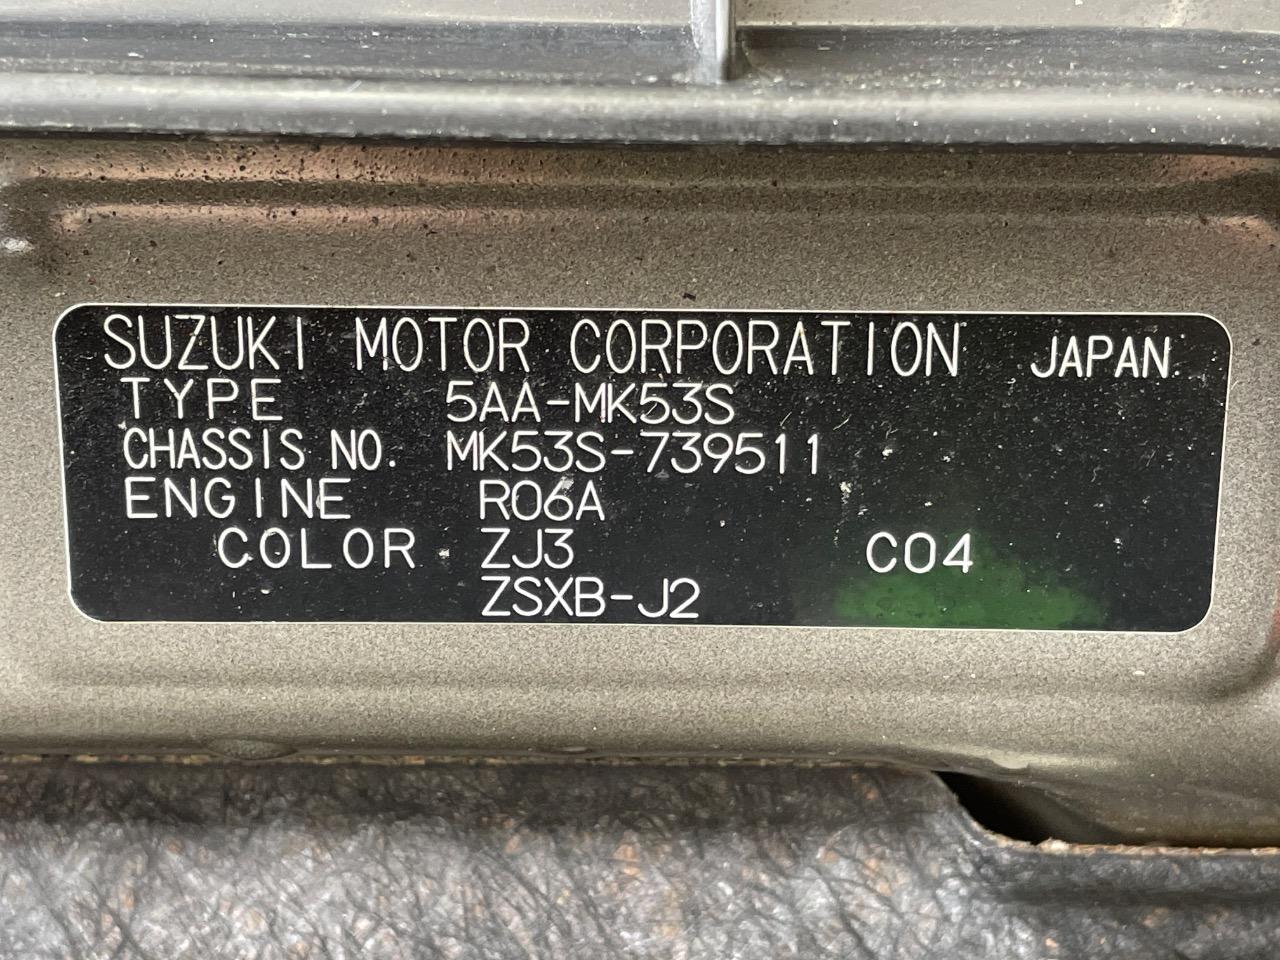 SUZUKI MOTOR CORPORATION JAPAN
TYPE 5AA-MK53S
CHASSIS NO. MK53S-739511
ENGINE R06A
COLOR ZJ3 C04
ZSXB-J2